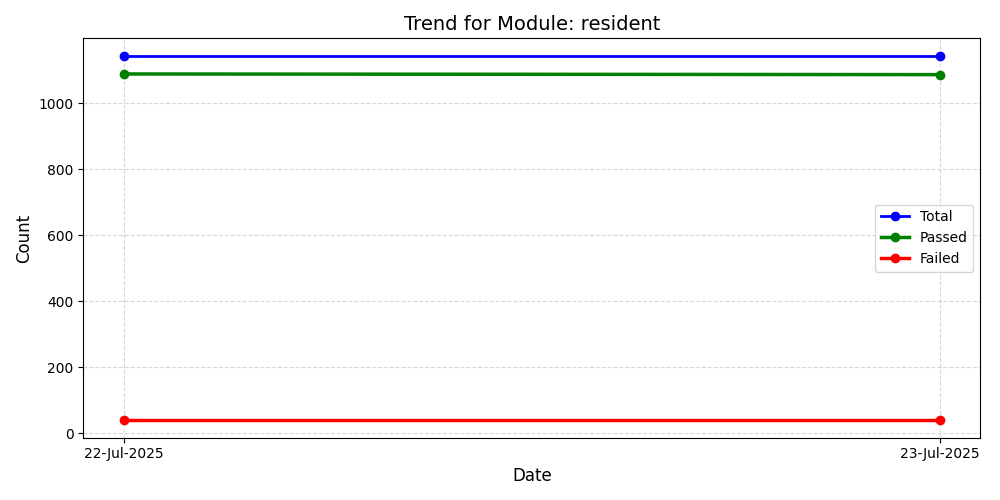 Trend for Module: resident
Count
1000
800
600
400
200
0
Total
Passed
Failed
22-Jul-2025
23-Jul-2025
Date